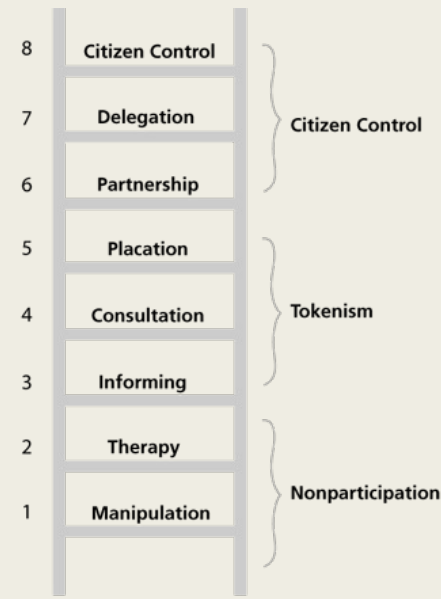 8 Citizen Control
7 Delegation
Citizen Control
6 Partnership
5 Placation
4 Consultation
Tokenism
3 Informing
2 Therapy
1 Manipulation
Nonparticipation